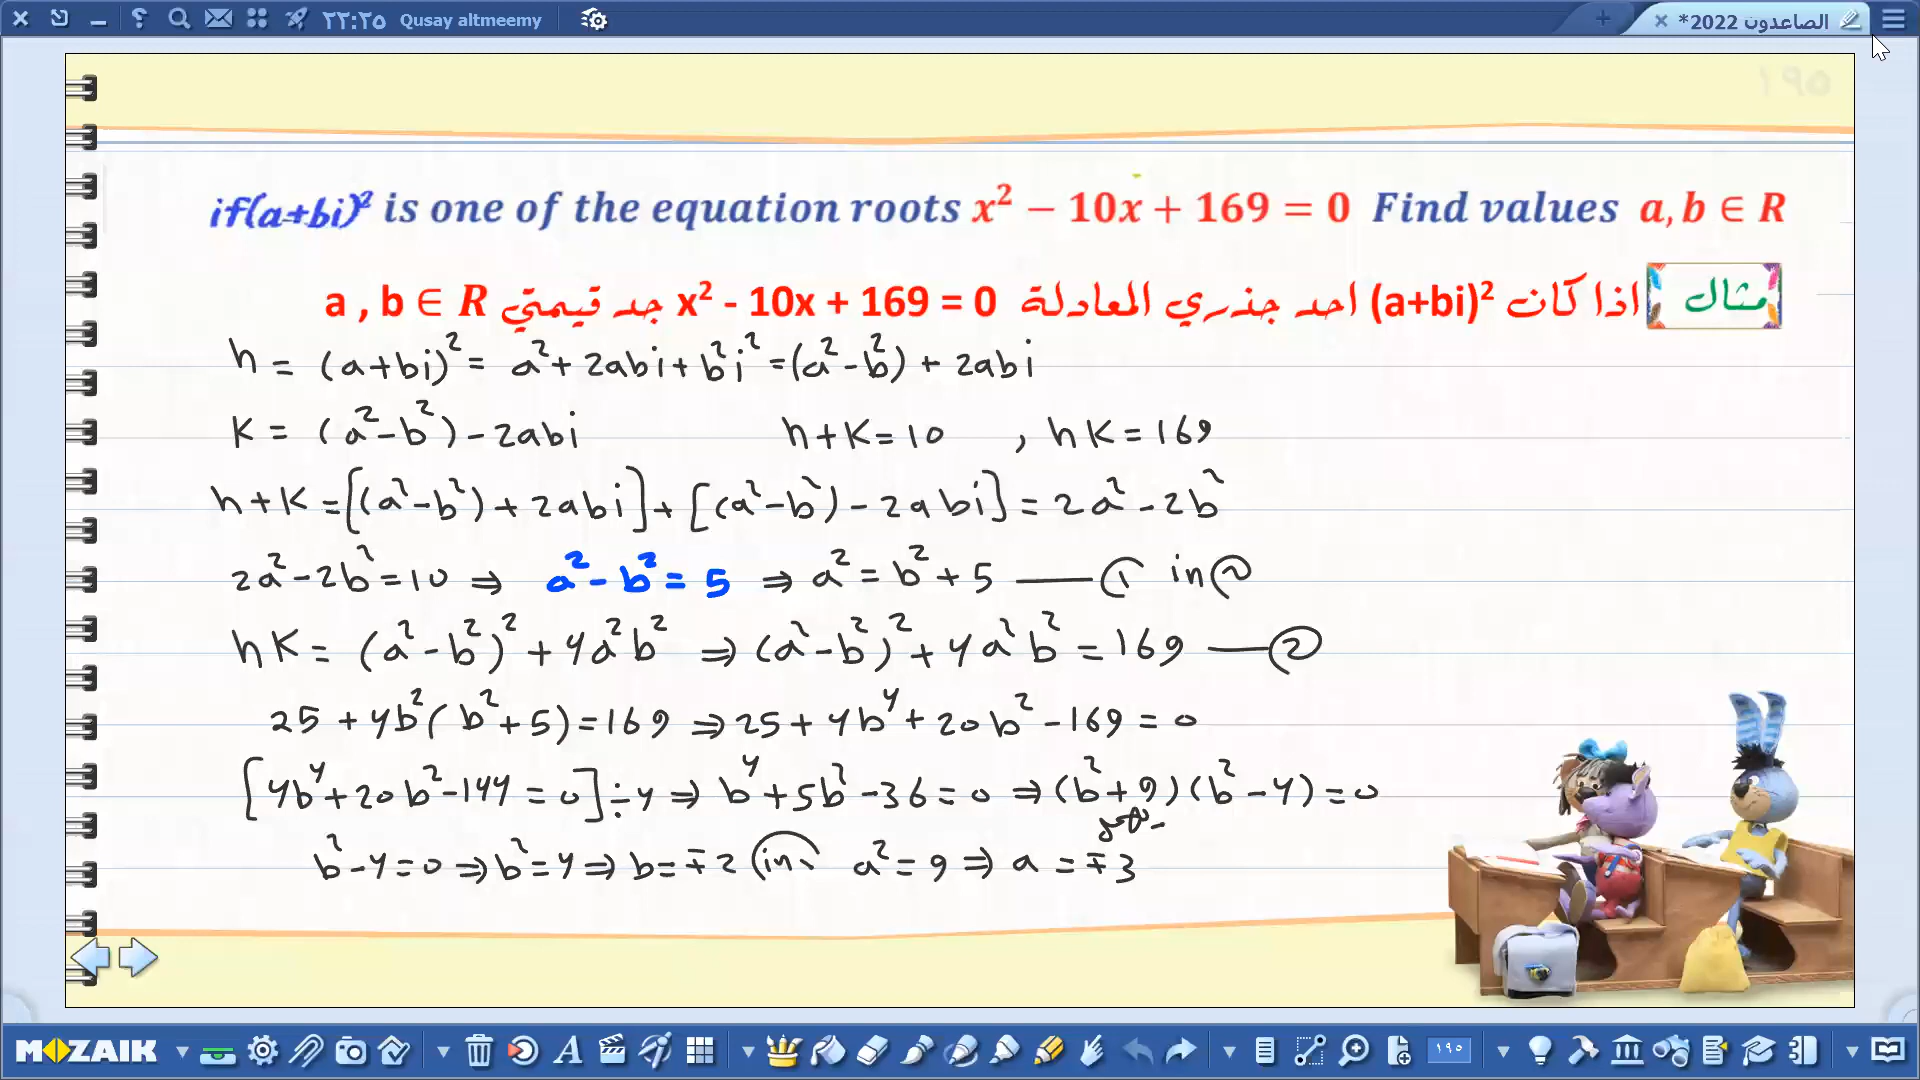 ٢٢:٢٥ Qusay altmeemy
الصاعدون 2022*
١٩٥
if(a+bi)² is one of the equation roots x² − 10x + 169 = 0 Find values a, b ∈ R
مثال
اذا كان (a+bi)² احد جذري المعادلة x² - 10x + 169 = 0 جد قيمتي a , b ∈ R
h = (a+bi)² = a² + 2abi + b²i² = (a²-b²) + 2abi
K = (a²-b²) - 2abi h+K=10 , hK=169
h+K=[(a²-b²)+2abi]+[(a²-b²)-2abi]=2a²-2b²
2a²-2b²=10 ⇒ a²-b²=5 ⇒ a²=b²+5 —— ① in ②
hK = (a²-b²)² + 4a²b² ⇒ (a²-b²)² + 4a²b² = 169 —— ②
25 + 4b²(b²+5)=169 ⇒ 25 + 4b⁴ + 20b² - 169 = 0
[4b⁴+20b²-144=0]÷4 ⇒ b⁴+5b²-36=0 ⇒ (b²+9)(b²-4)=0
b²-4=0 ⇒ b²=4 ⇒ b=∓2 in a²=9 ⇒ a=∓3
MOZAIK
١٩٥